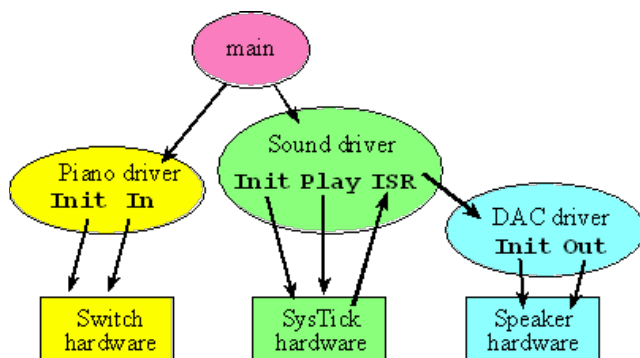 main
Sound driver
Init Play ISR
Piano driver
Init In
DAC driver
Init Out
Switch
hardware
SysTick
hardware
Speaker
hardware